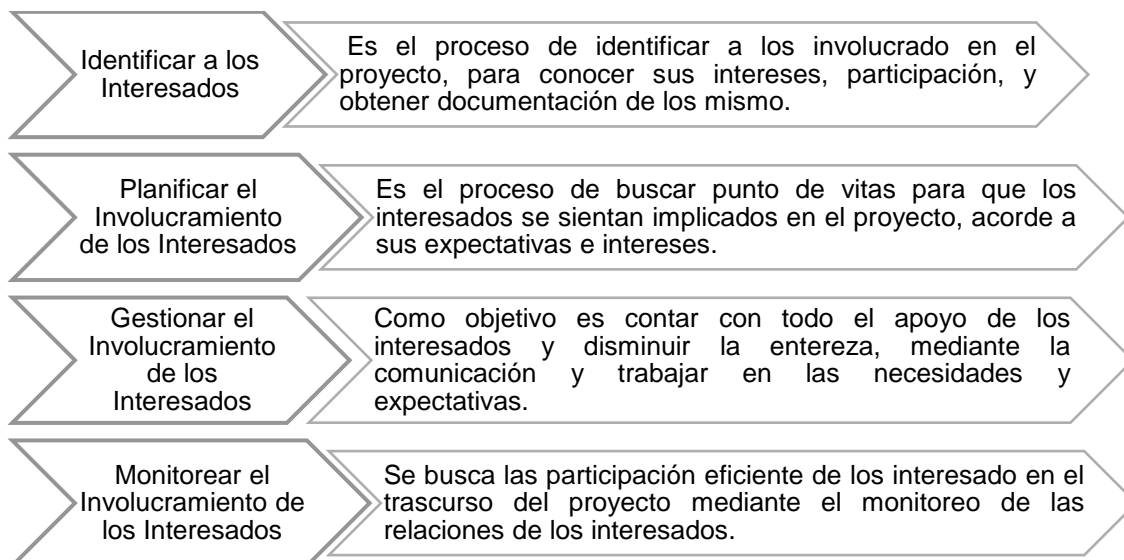 Identificar a los
Interesados
Es el proceso de identificar a los involucrado en el
proyecto, para conocer sus intereses, participación, y
obtener documentación de los mismo.
Planificar el
Involucramiento
de los Interesados
Es el proceso de buscar punto de vitas para que los
interesados se sientan implicados en el proyecto, acorde a
sus expectativas e intereses.
Gestionar el
Involucramiento
de los
Interesados
Como objetivo es contar con todo el apoyo de los
interesados y disminuir la entereza, mediante la
comunicación y trabajar en las necesidades y
expectativas.
Monitorear el
Involucramiento de
los Interesados
Se busca las participación eficiente de los interesado en el
trascurso del proyecto mediante el monitoreo de las
relaciones de los interesados.